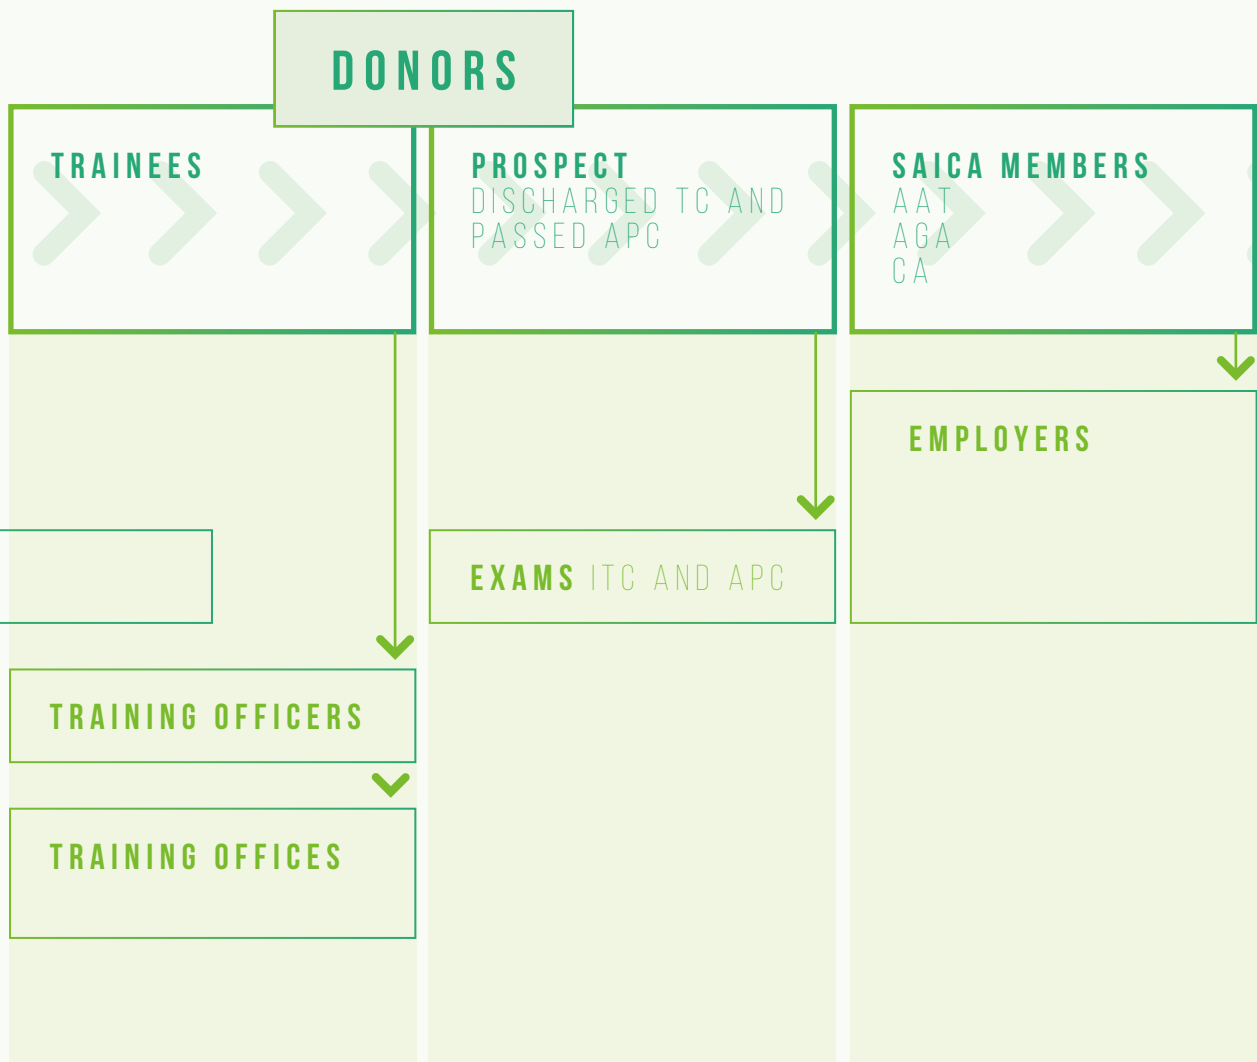 DONORS
TRAINEES
PROSPECT
DISCHARGED TC AND
PASSED APC
SAICA MEMBERS
AAT
AGA
CA
EMPLOYERS
EXAMS ITC AND APC
TRAINING OFFICERS
TRAINING OFFICES